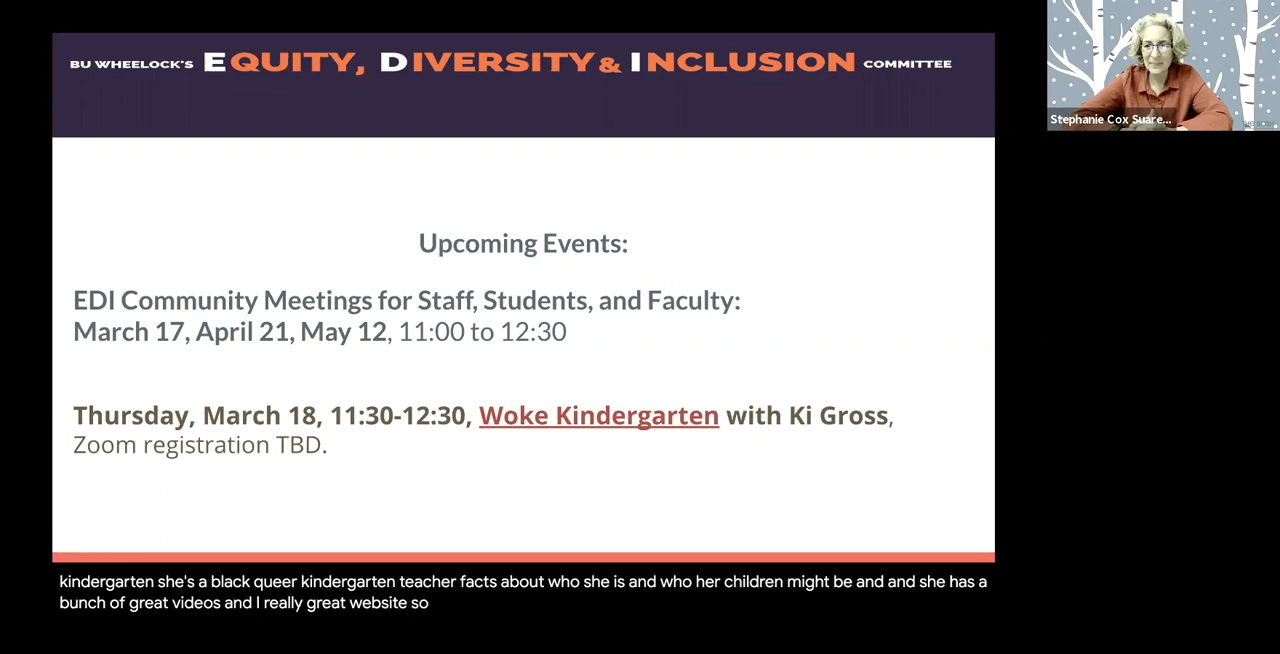 BU WHEELOCK'S EQUITY, DIVERSITY & INCLUSION COMMITTEE
Stephanie Cox Suare...
Upcoming Events:
EDI Community Meetings for Staff, Students, and Faculty:
March 17, April 21, May 12, 11:00 to 12:30
Thursday, March 18, 11:30-12:30, Woke Kindergarten with Ki Gross,
Zoom registration TBD.
kindergarten she's a black queer kindergarten teacher facts about who she is and who her children might be and and she has a
bunch of great videos and I really great website so